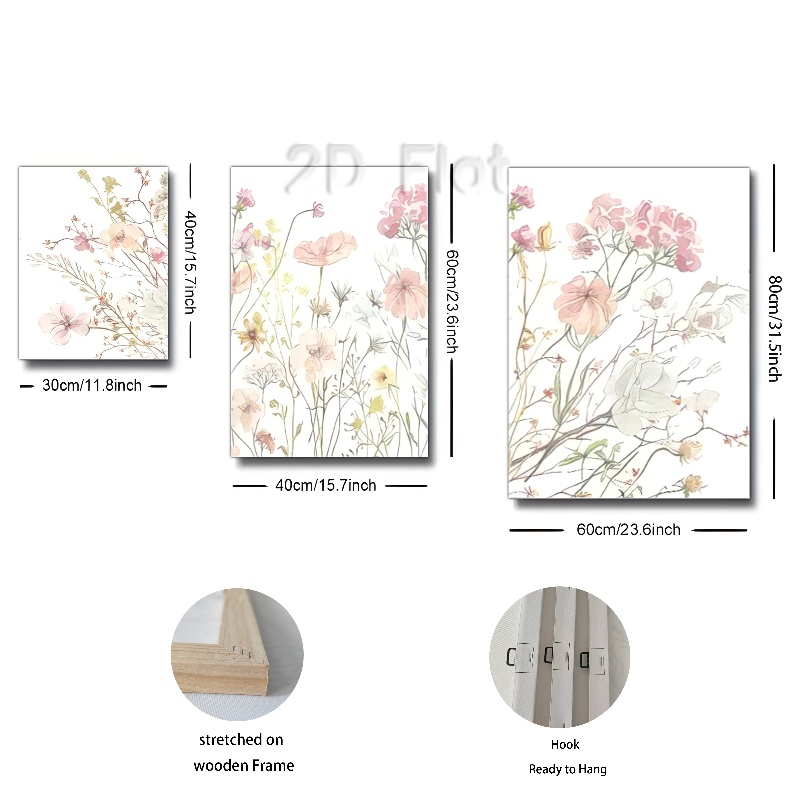 2D Flat
40cm/15.7inch
30cm/11.8inch
60cm/23.6inch
40cm/15.7inch
80cm/31.5inch
60cm/23.6inch
stretched on
wooden Frame
Hook
Ready to Hang